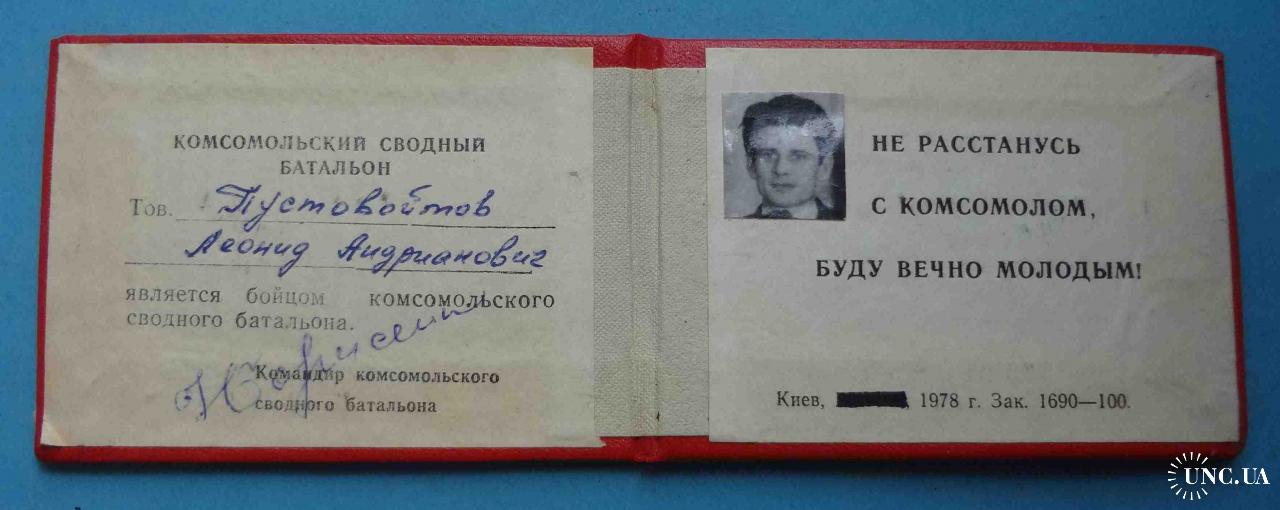 КОМСОМОЛЬСКИЙ СВОДНЫЙ
БАТАЛЬОН
Тов. Пустовойтов
Леонид Андрианович
является бойцом комсомольского
сводного батальона.
Командир комсомольского
сводного батальона
НЕ РАССТАНУСЬ
С КОМСОМОЛОМ,
БУДУ ВЕЧНО МОЛОДЫМ!
Киев, 1978 г. Зак. 1690—100.
UNC.UA